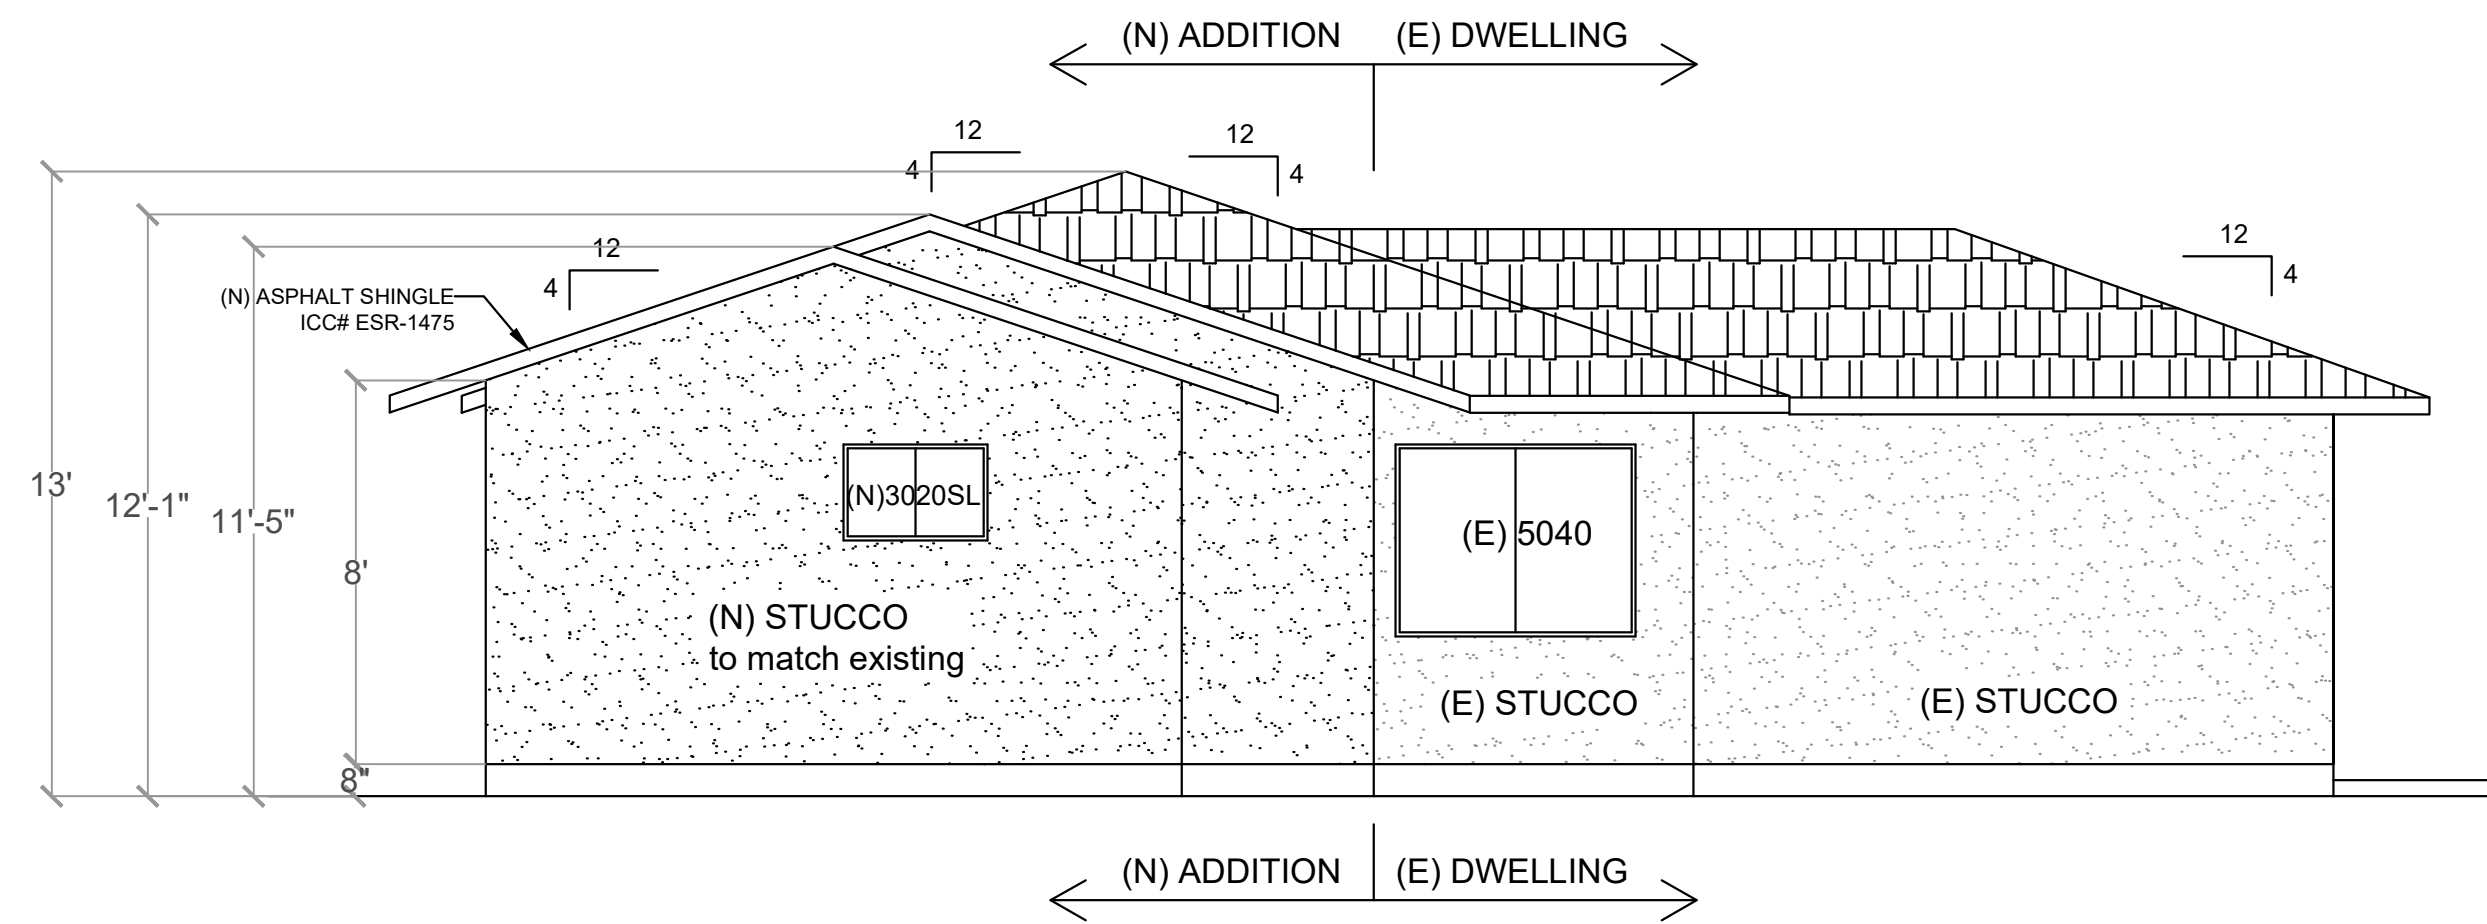 (N) ADDITION
(E) DWELLING
12
4
12
4
12
4
12
4
(N) ASPHALT SHINGLE
ICC# ESR-1475
13'
12'-1"
11'-5"
8'
8"
(N)3020SL
(E) 5040
(N) STUCCO
to match existing
(E) STUCCO
(E) STUCCO
(N) ADDITION
(E) DWELLING